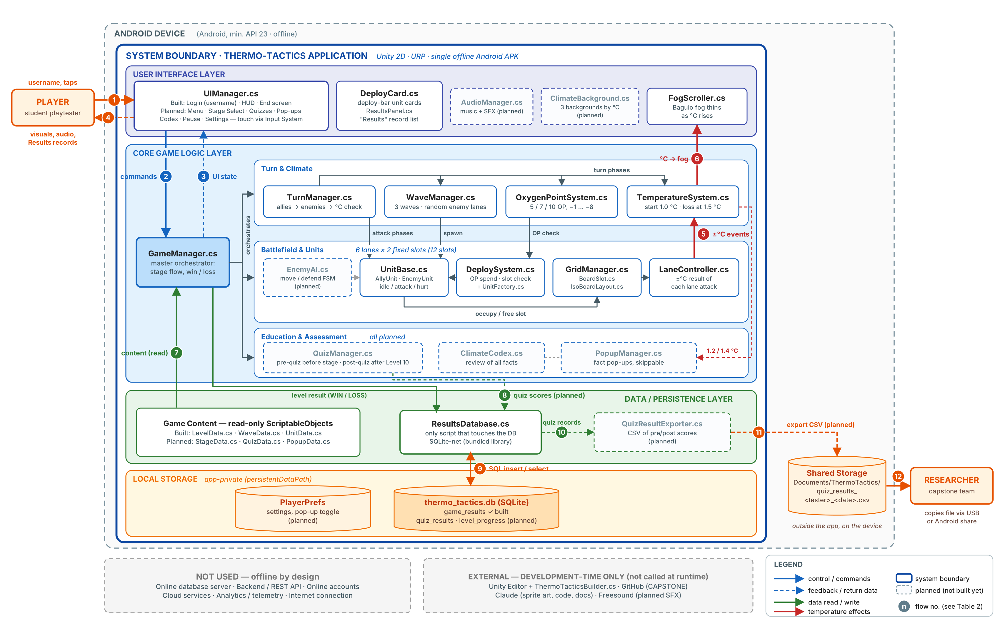 ANDROID DEVICE (Android, min. API 23 · offline)
SYSTEM BOUNDARY · THERMO-TACTICS APPLICATION Unity 2D · URP · single offline Android APK
username, taps
PLAYER
student playtester
visuals, audio,
Results records
1
4
USER INTERFACE LAYER
UIManager.cs
Built: Login (username) · HUD · End screen
Planned: Menu · Stage Select · Quizzes · Pop-ups
Codex · Pause · Settings — touch via Input System
DeployCard.cs
deploy-bar unit cards
ResultsPanel.cs
"Results" record list
AudioManager.cs
music + SFX (planned)
ClimateBackground.cs
3 backgrounds by °C
(planned)
FogScroller.cs
Baguio fog thins
as °C rises
CORE GAME LOGIC LAYER
commands 2
3 UI state
°C → fog 6
Turn & Climate
turn phases
TurnManager.cs
allies → enemies → °C check
WaveManager.cs
3 waves · random enemy lanes
OxygenPointSystem.cs
5 / 7 / 10 OP, −1 … −8
TemperatureSystem.cs
start 1.0 °C · loss at 1.5 °C
orchestrates
attack phases
spawn
OP check
5 ±°C events
GameManager.cs
master orchestrator:
stage flow, win / loss
Battlefield & Units 6 lanes × 2 fixed slots (12 slots)
EnemyAI.cs
move / defend FSM
(planned)
UnitBase.cs
AllyUnit · EnemyUnit
idle / attack / hurt
DeploySystem.cs
OP spend · slot check
+ UnitFactory.cs
GridManager.cs
BoardSlot.cs
IsoBoardLayout.cs
LaneController.cs
±°C result of
each lane attack
occupy / free slot
Education & Assessment all planned
QuizManager.cs
pre-quiz before stage · post-quiz after Level 10
ClimateCodex.cs
review of all facts
PopupManager.cs
fact pop-ups, skippable
1.2 / 1.4 °C
content (read) 7
level result (WIN / LOSS)
8 quiz scores (planned)
DATA / PERSISTENCE LAYER
Game Content — read-only ScriptableObjects
Built: LevelData.cs · WaveData.cs · UnitData.cs
Planned: StageData.cs · QuizData.cs · PopupData.cs
ResultsDatabase.cs
only script that touches the DB
SQLite-net (bundled library)
quiz records
10
QuizResultExporter.cs
CSV of pre/post scores
(planned)
11
export CSV (planned)
9 SQL insert / select
LOCAL STORAGE app-private (persistentDataPath)
PlayerPrefs
settings, pop-up toggle
(planned)
thermo_tactics.db (SQLite)
game_results ✓ built
quiz_results · level_progress (planned)
Shared Storage
Documents/ThermoTactics/
quiz_results_
<tester>_<date>.csv
outside the app, on the device
12
RESEARCHER
capstone team
copies file via USB
or Android share
NOT USED — offline by design
Online database server · Backend / REST API · Online accounts
Cloud services · Analytics / telemetry · Internet connection
EXTERNAL — DEVELOPMENT-TIME ONLY (not called at runtime)
Unity Editor + ThermoTacticsBuilder.cs · GitHub (CAPSTONE)
Claude (sprite art, code, docs) · Freesound (planned SFX)
LEGEND
control / commands
feedback / return data
data read / write
temperature effects
system boundary
planned (not built yet)
n flow no. (see Table 2)